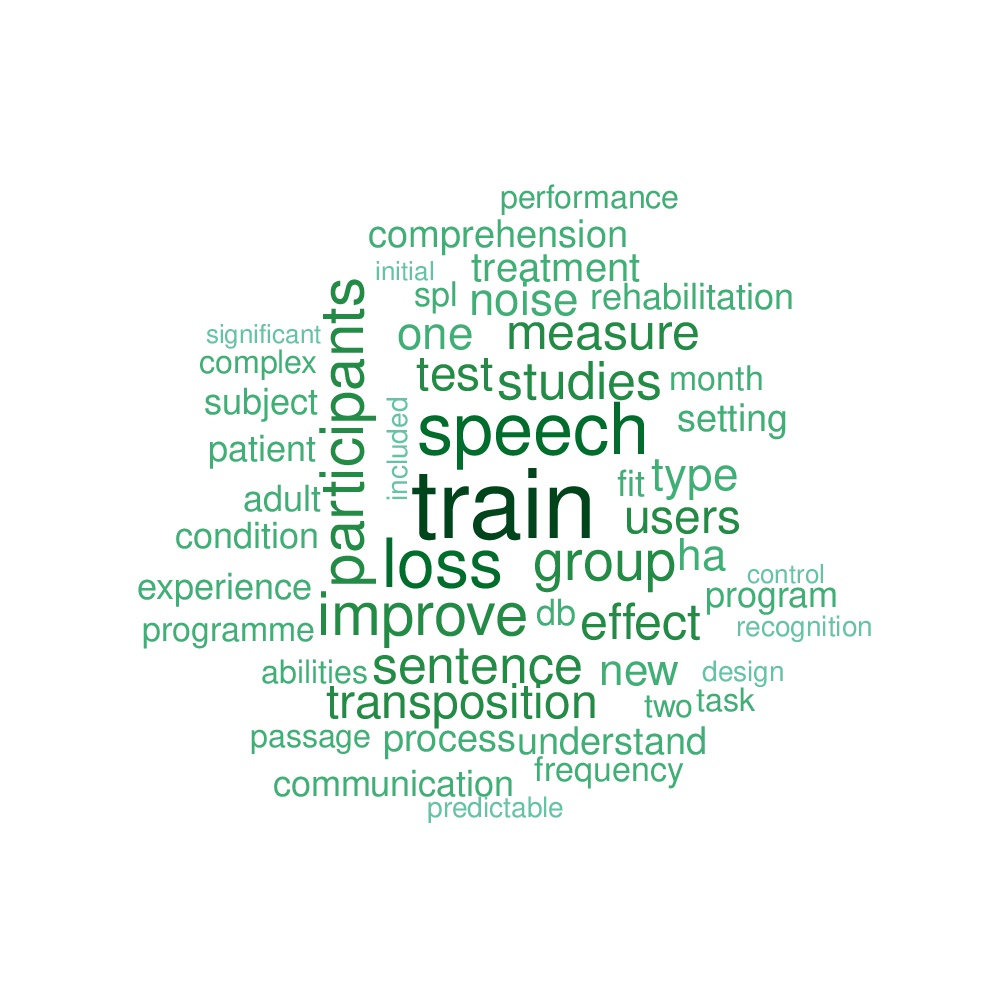 performance
comprehension
initial treatment
spl noise rehabilitation
significant one measure
complex test studies month
subject participants included speech setting
patient fit type
adult train users
condition loss group ha
experience control
programme improve db effect program
recognition
abilities sentence new design
transposition two task
passage process understand
communication frequency
predictable